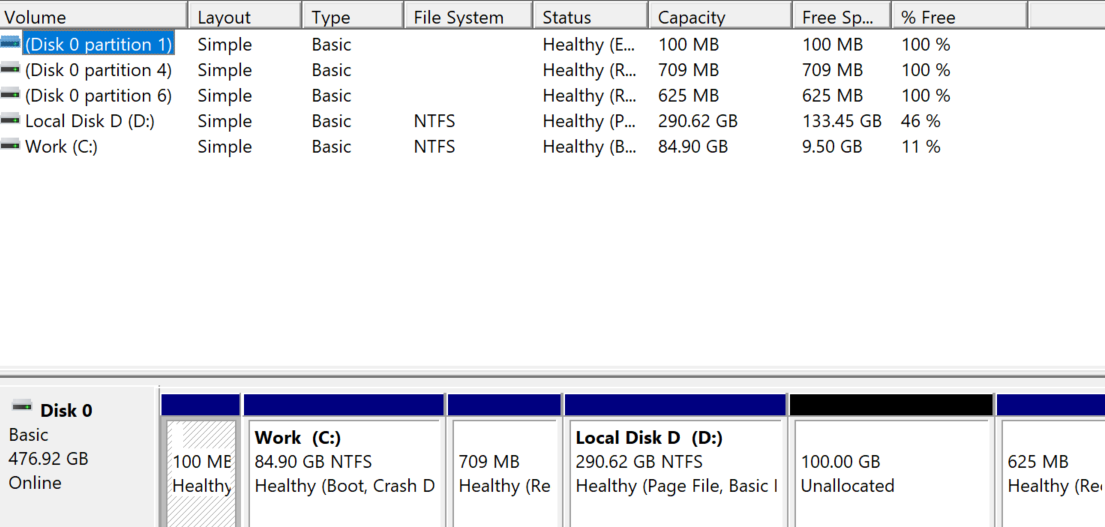 Volume Layout Type File System Status Capacity Free Sp... % Free
(Disk 0 partition 1) Simple Basic Healthy (E... 100 MB 100 MB 100 %
(Disk 0 partition 4) Simple Basic Healthy (R... 709 MB 709 MB 100 %
(Disk 0 partition 6) Simple Basic Healthy (R... 625 MB 625 MB 100 %
Local Disk D (D:) Simple Basic NTFS Healthy (P... 290.62 GB 133.45 GB 46 %
Work (C:) Simple Basic NTFS Healthy (B... 84.90 GB 9.50 GB 11 %
Disk 0
Basic
476.92 GB
Online
100 MB
Healthy
Work (C:)
84.90 GB NTFS
Healthy (Boot, Crash D
709 MB
Healthy (Re
Local Disk D (D:)
290.62 GB NTFS
Healthy (Page File, Basic
100.00 GB
Unallocated
625 MB
Healthy (Re